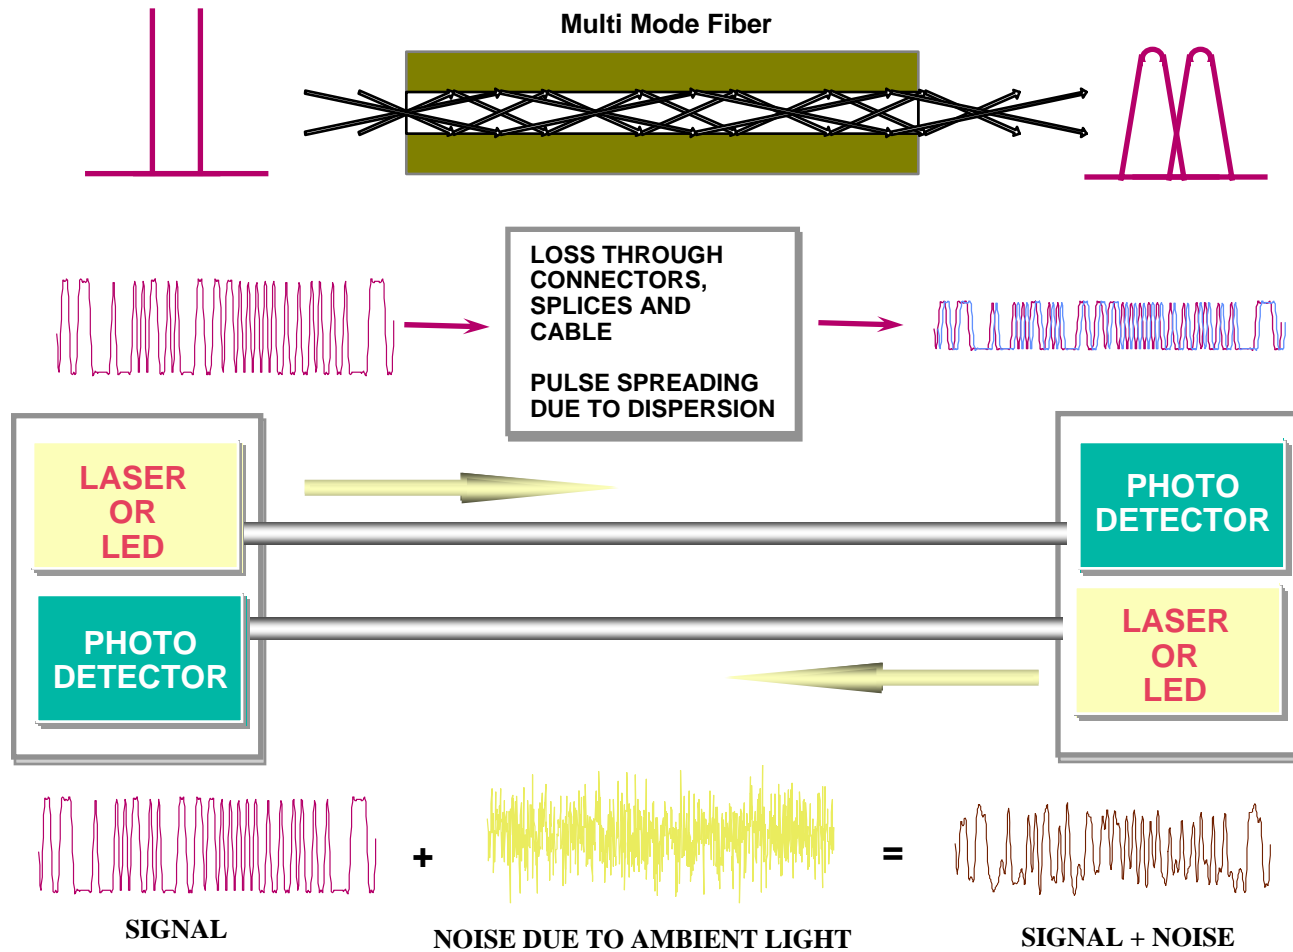 Multi Mode Fiber
LOSS THROUGH
CONNECTORS,
SPLICES AND
CABLE
PULSE SPREADING
DUE TO DISPERSION
LASER
OR
LED
PHOTO
DETECTOR
PHOTO
DETECTOR
LASER
OR
LED
+
=
SIGNAL
NOISE DUE TO AMBIENT LIGHT
SIGNAL + NOISE